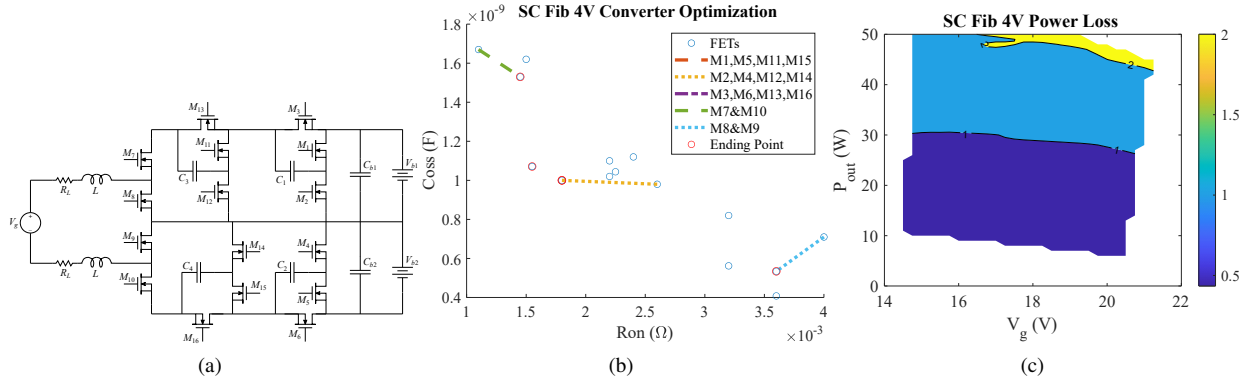 M13
M3
M7
M11
M1
C3
C1
Cb1
Vb1
RL
L
M8
M12
M2
Vg
M9
M14
M4
C4
C2
Cb2
Vb2
RL
L
M10
M15
M5
M16
M6
(a)
SC Fib 4V Converter Optimization
×10⁻⁹
1.8
1.6
1.4
1.2
1
0.8
0.6
0.4
Coss (F)
FETs
M1,M5,M11,M15
M2,M4,M12,M14
M3,M6,M13,M16
M7&M10
M8&M9
Ending Point
1
1.5
2
2.5
3
3.5
4
Ron (Ω)
×10⁻³
(b)
SC Fib 4V Power Loss
50
40
30
20
10
0
P_out (W)
2
1
1
14
16
18
20
22
V_g (V)
2
1.5
1
0.5
(c)